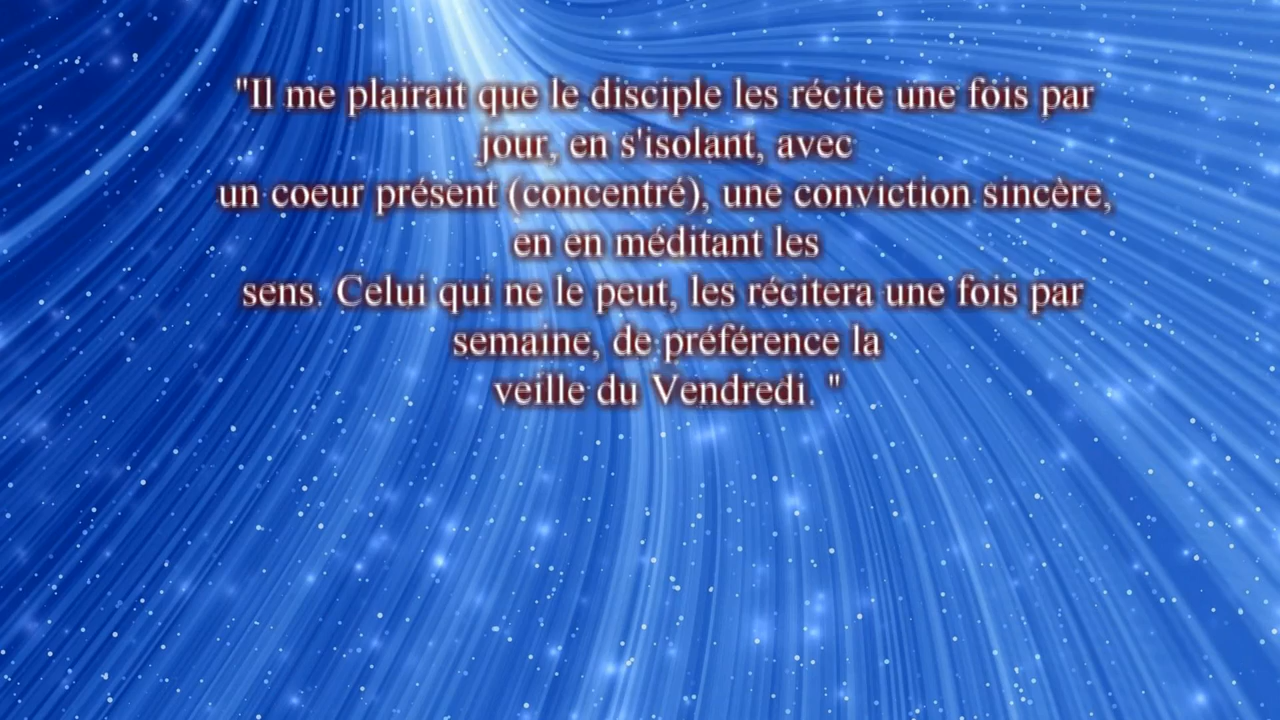 "Il me plairait que le disciple les récite une fois par
jour, en s'isolant, avec
un coeur présent (concentré), une conviction sincère,
en en méditant les
sens. Celui qui ne le peut, les récitera une fois par
semaine, de préférence la
veille du Vendredi. "